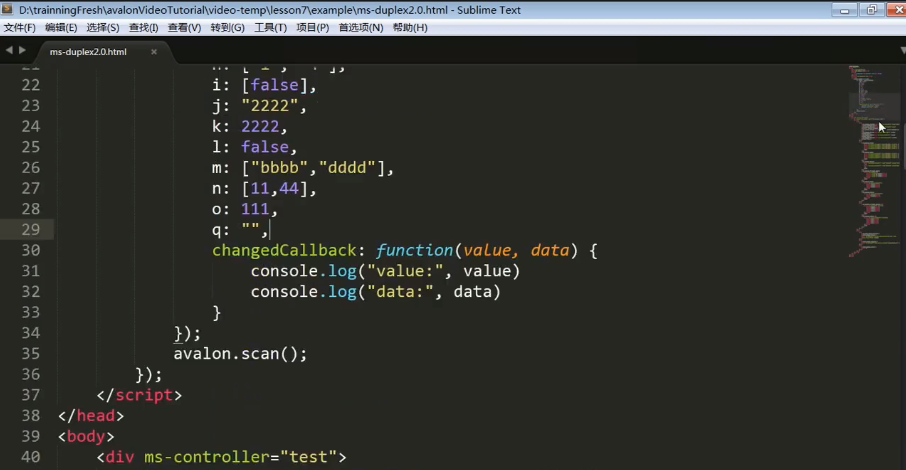 D:\trainningFresh\avalonVideoTutorial\video-temp\lesson7\example\ms-duplex2.0.html - Sublime Text
文件(F) 编辑(E) 选择(S) 查找(I) 查看(V) 转到(G) 工具(T) 项目(P) 首选项(N) 帮助(H)
ms-duplex2.0.html ×
22 i: [false],
23 j: "2222",
24 k: 2222,
25 l: false,
26 m: ["bbbb","dddd"],
27 n: [11,44],
28 o: 111,
29 q: "",
30 changedCallback: function(value, data) {
31 console.log("value:", value)
32 console.log("data:", data)
33 }
34 });
35 avalon.scan();
36 });
37 </script>
38 </head>
39 <body>
40 <div ms-controller="test">